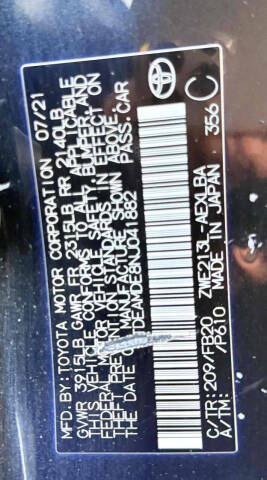 MFD. BY: TOYOTA MOTOR CORPORATION 07/21
GVWR 3915LB GAWR FR 2315LB RR 2140LB
THIS VEHICLE CONFORMS TO ALL APPLICABLE
FEDERAL MOTOR VEHICLE SAFETY, BUMPER, AND
THEFT PREVENTION STANDARDS IN EFFECT ON
THE DATE OF MANUFACTURE SHOWN ABOVE.
JTDEAMDE8NJ041882 PASS.CAR
ZWE213L-AEXLBA
C/TR: 209/FB20
A/TM: /P610 MADE IN JAPAN 356 C